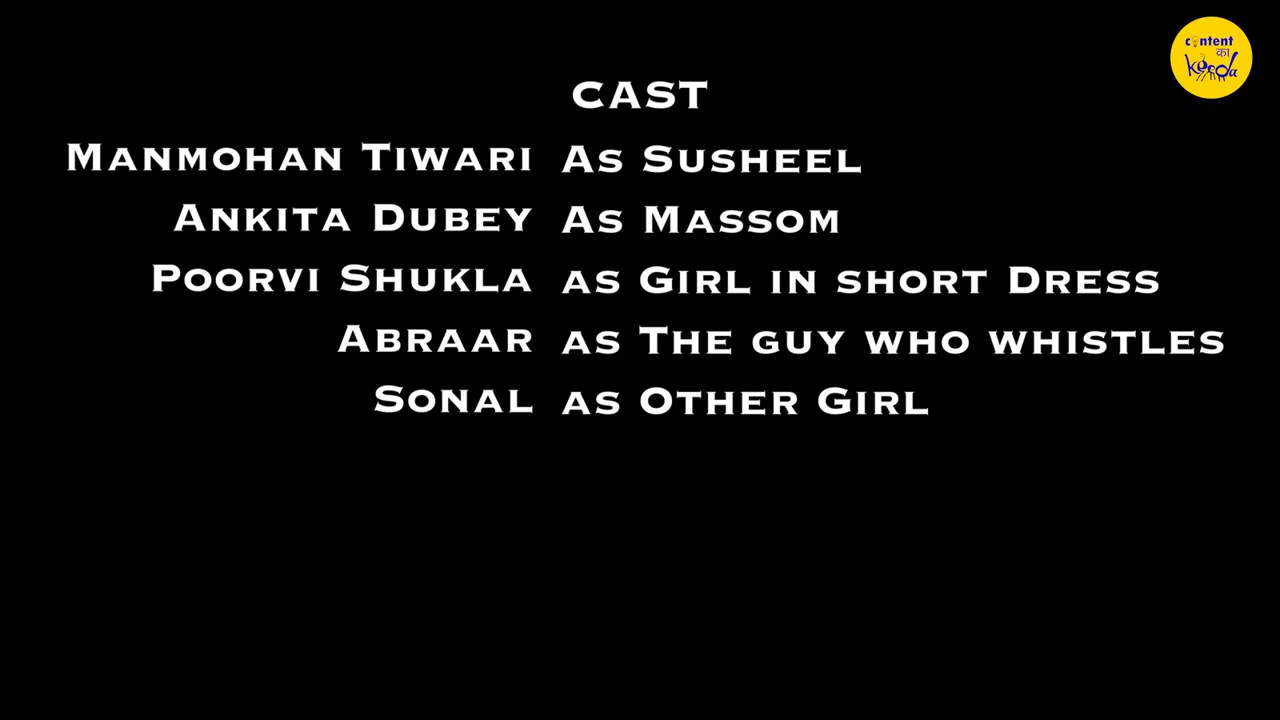 content
का
keeda
CAST
MANMOHAN TIWARI AS SUSHEEL
ANKITA DUBEY AS MASSOM
POORVI SHUKLA AS GIRL IN SHORT DRESS
ABRAAR AS THE GUY WHO WHISTLES
SONAL AS OTHER GIRL